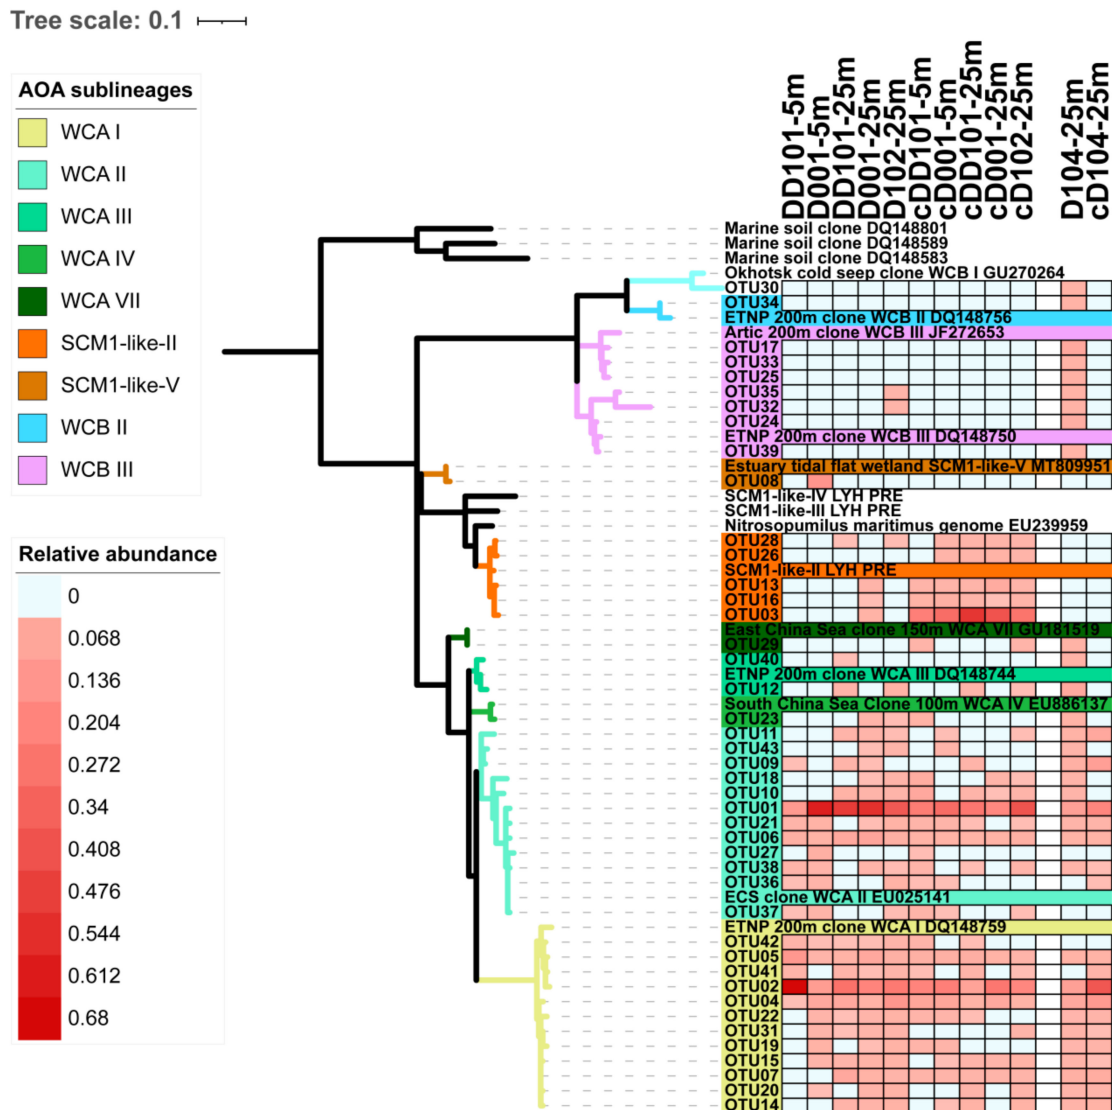 Tree scale: 0.1
AOA sublineages
WCA I
WCA II
WCA III
WCA IV
WCA VII
SCM1-like-II
SCM1-like-V
WCB II
WCB III
Relative abundance
0
0.068
0.136
0.204
0.272
0.34
0.408
0.476
0.544
0.612
0.68
DD101-5m
D001-5m
DD101-25m
D001-25m
D102-25m
cDD101-5m
cD001-5m
cDD101-25m
cD001-25m
cD102-25m
D104-25m
cD104-25m
Marine soil clone DQ148801
Marine soil clone DQ148589
Marine soil clone DQ148583
Okhotsk cold seep clone WCB I GU270264
OTU30
OTU34
ETNP 200m clone WCB II DQ148756
Artic 200m clone WCB III JF272653
OTU17
OTU33
OTU25
OTU35
OTU32
OTU24
ETNP 200m clone WCB III DQ148750
OTU39
Estuary tidal flat wetland SCM1-like-V MT809951
OTU08
SCM1-like-IV LYH PRE
SCM1-like-III LYH PRE
Nitrosopumilus maritimus genome EU239959
OTU28
OTU26
SCM1-like-II LYH PRE
OTU13
OTU16
OTU03
East China Sea clone 150m WCA VII GU181519
OTU29
OTU40
ETNP 200m clone WCA III DQ148744
OTU12
South China Sea Clone 100m WCA IV EU886137
OTU23
OTU11
OTU43
OTU09
OTU18
OTU10
OTU01
OTU21
OTU06
OTU27
OTU38
OTU36
ECS clone WCA II EU025141
OTU37
ETNP 200m clone WCA I DQ148759
OTU42
OTU05
OTU41
OTU02
OTU04
OTU22
OTU31
OTU19
OTU15
OTU07
OTU20
OTU14